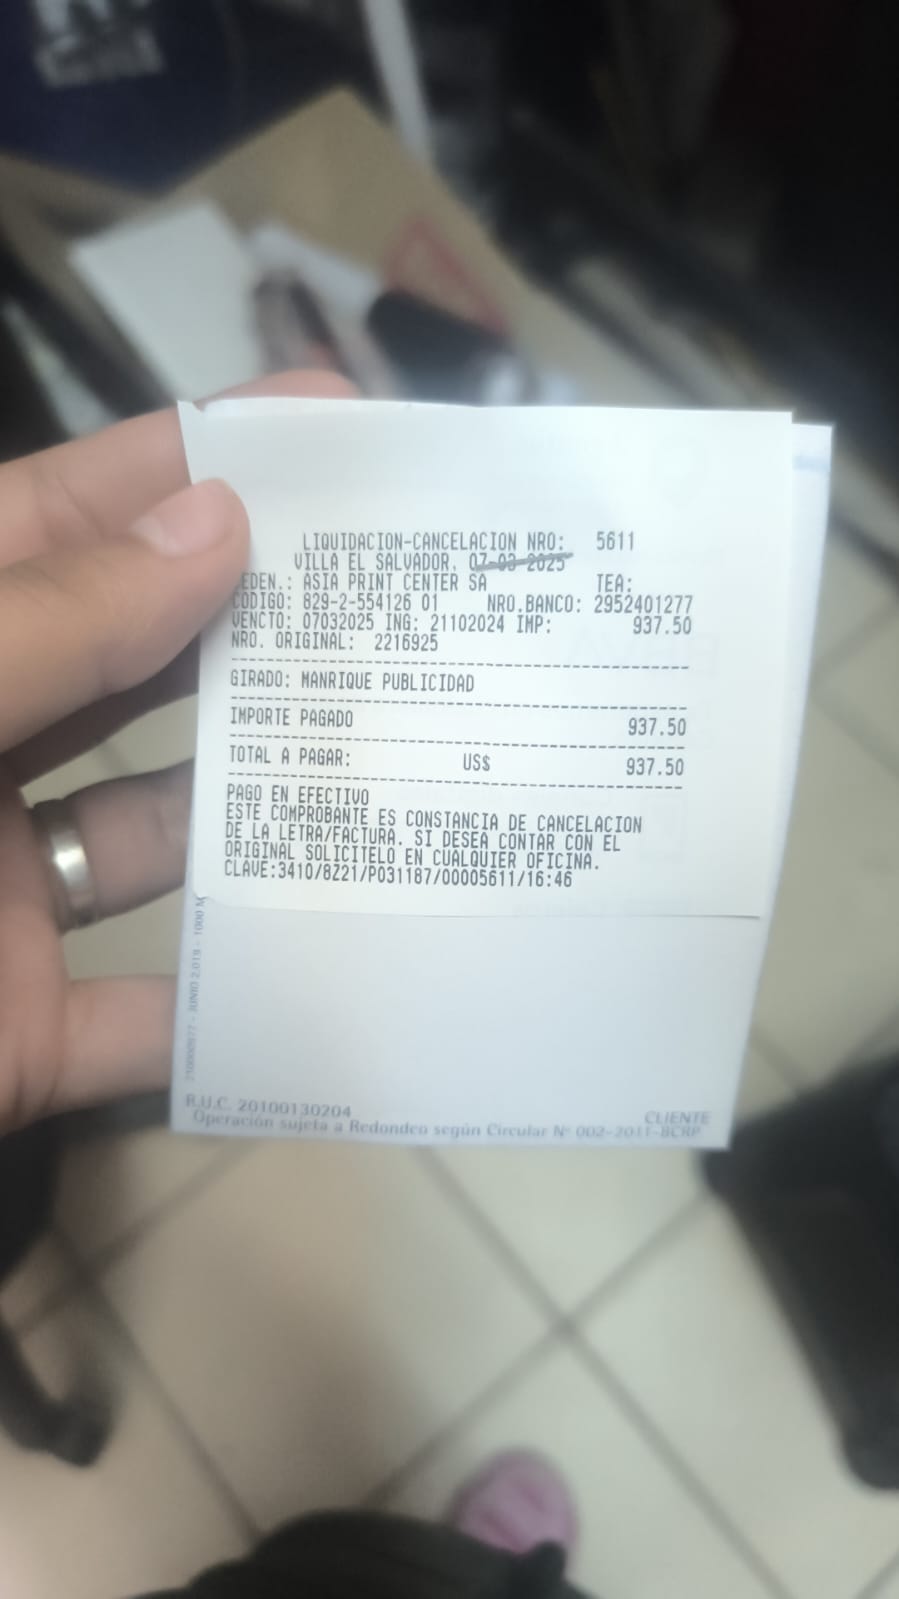 LIQUIDACION-CANCELACION NRO: 5611
VILLA EL SALVADOR, 07-03-2025
CEDEN.: ASIA PRINT CENTER SA TEA:
CODIGO: 829-2-554126 01 NRO.BANCO: 2952401277
VENCTO: 07032025 ING: 21102024 IMP: 937.50
NRO. ORIGINAL: 2216925
GIRADO: MANRIQUE PUBLICIDAD
IMPORTE PAGADO 937.50
TOTAL A PAGAR: US$ 937.50
PAGO EN EFECTIVO
ESTE COMPROBANTE ES CONSTANCIA DE CANCELACION
DE LA LETRA/FACTURA. SI DESEA CONTAR CON EL
ORIGINAL SOLICITELO EN CUALQUIER OFICINA.
CLAVE:3410/8Z21/P031187/00005611/16:46
JUNIO 2.019 - 1000 M
R.U.C. 20100130204
CLIENTE
Operación sujeta a Redondeo según Circular Nº 002-2011-BCRP